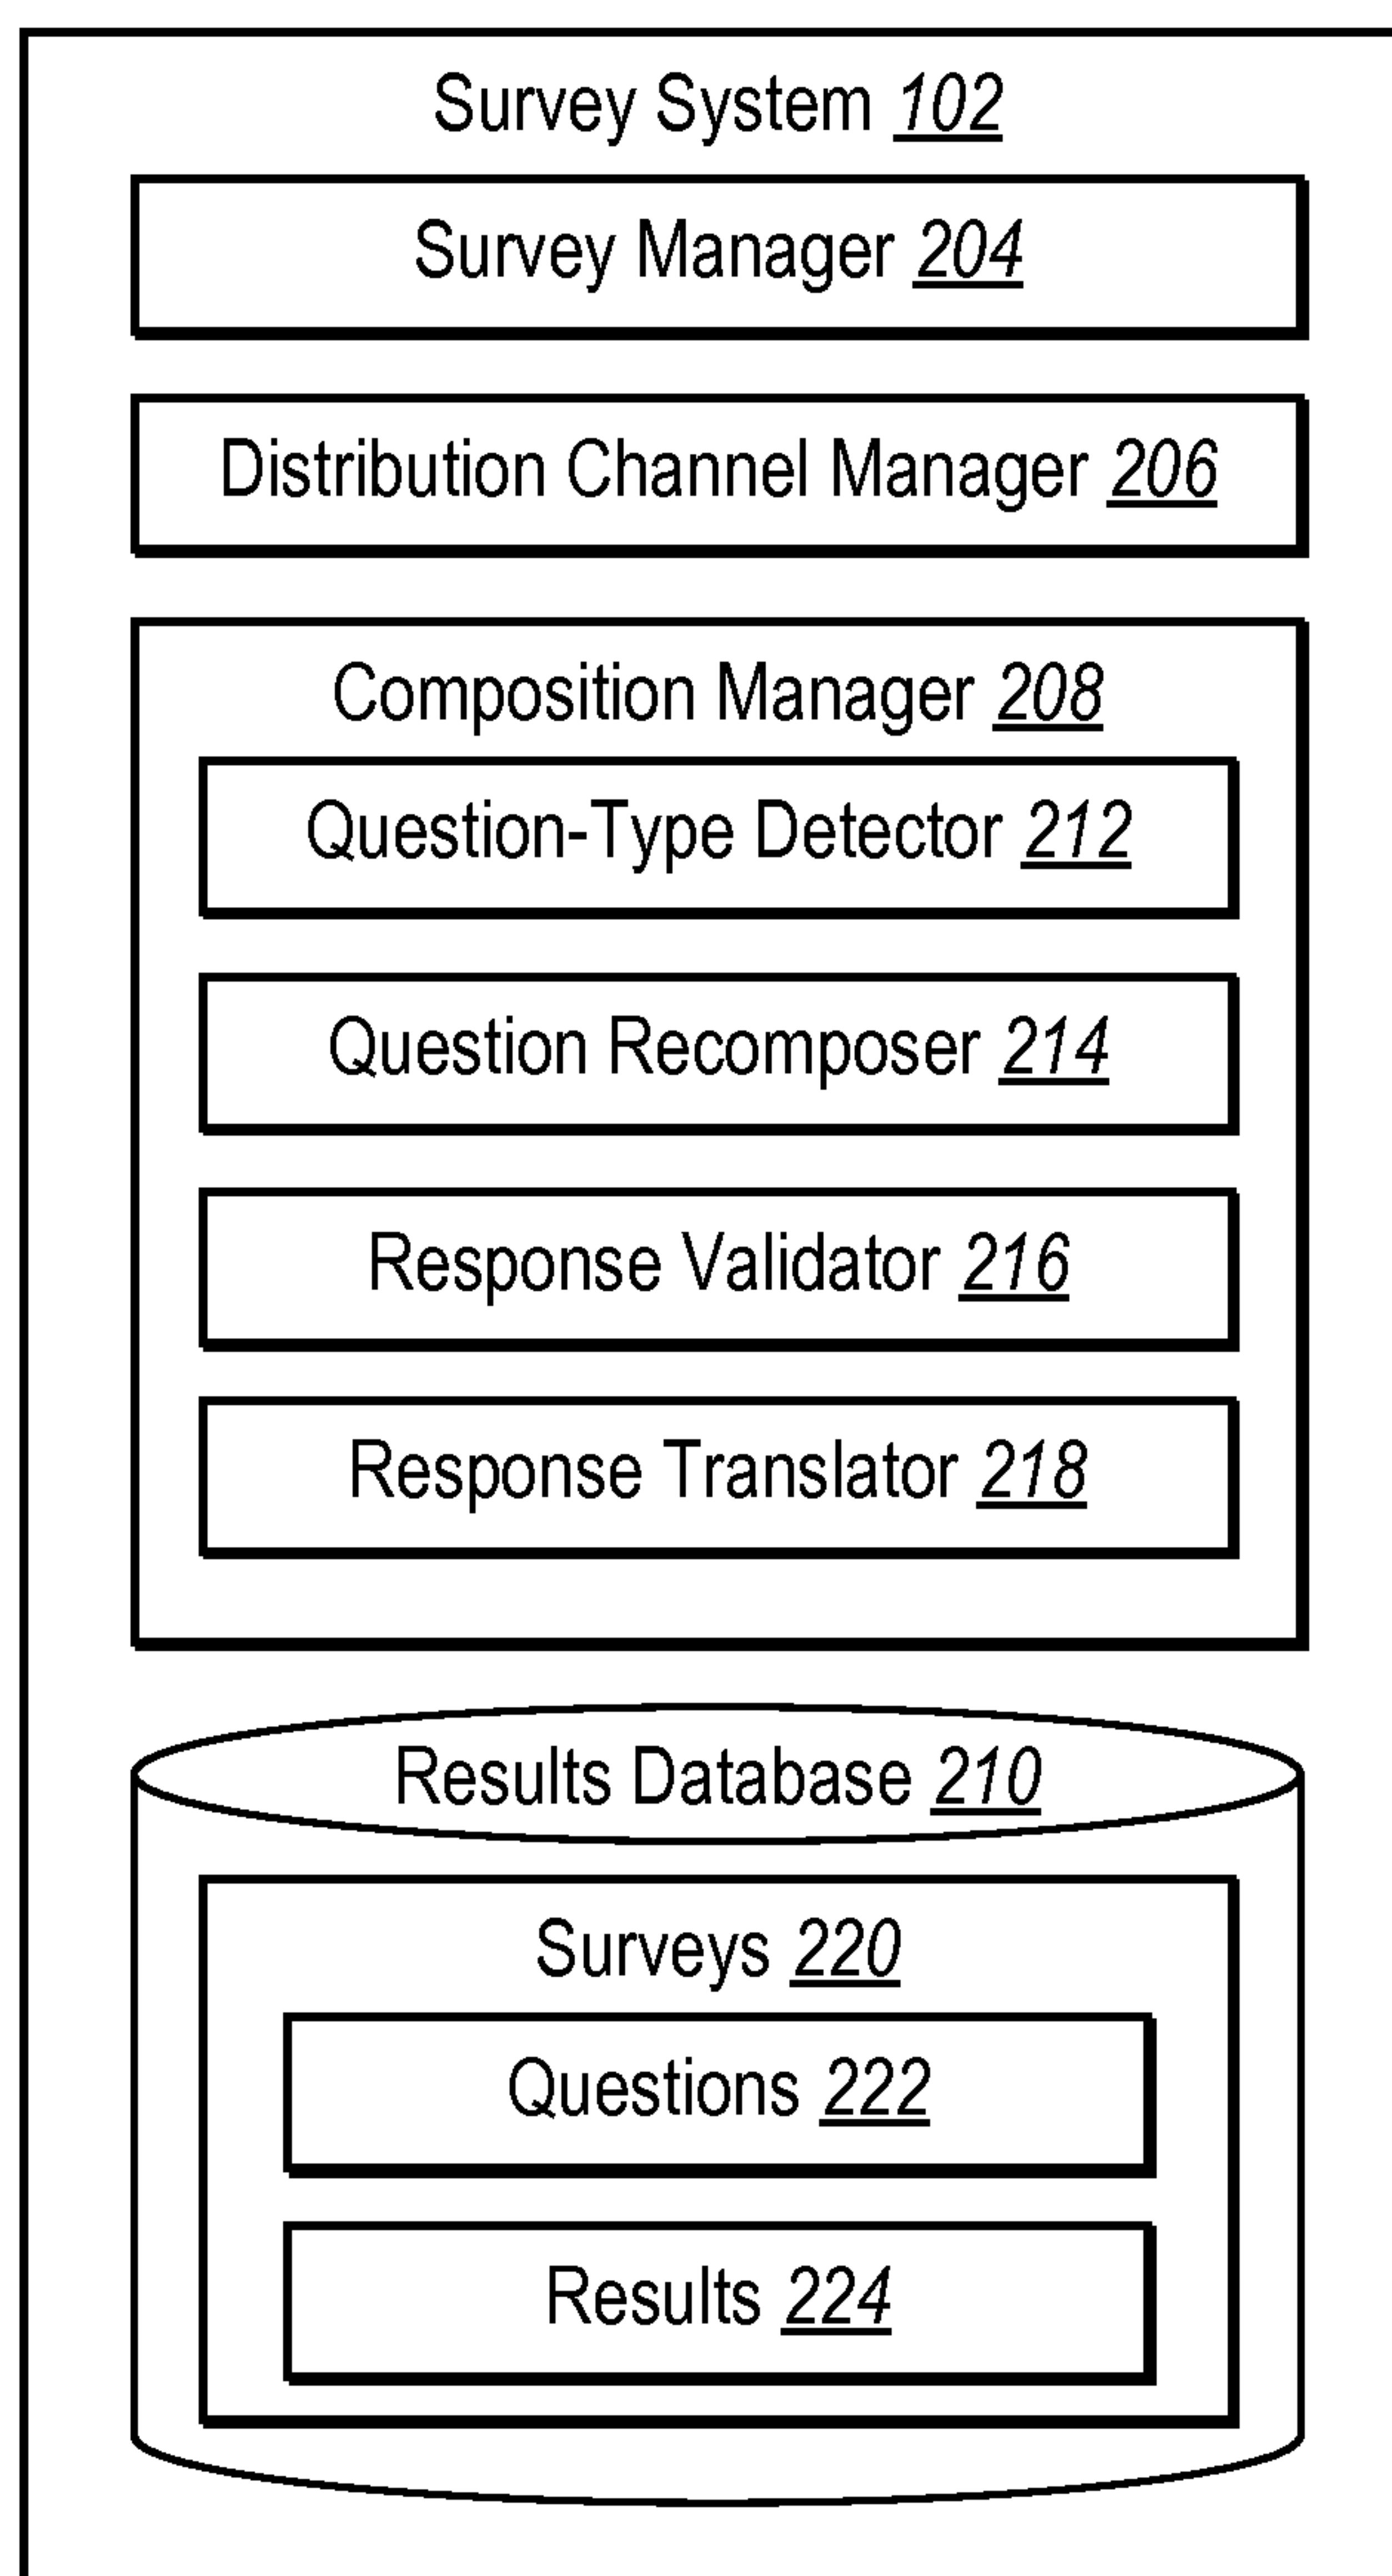 Survey System 102
Survey Manager 204
Distribution Channel Manager 206
Composition Manager 208
Question-Type Detector 212
Question Recomposer 214
Response Validator 216
Response Translator 218
Results Database 210
Surveys 220
Questions 222
Results 224